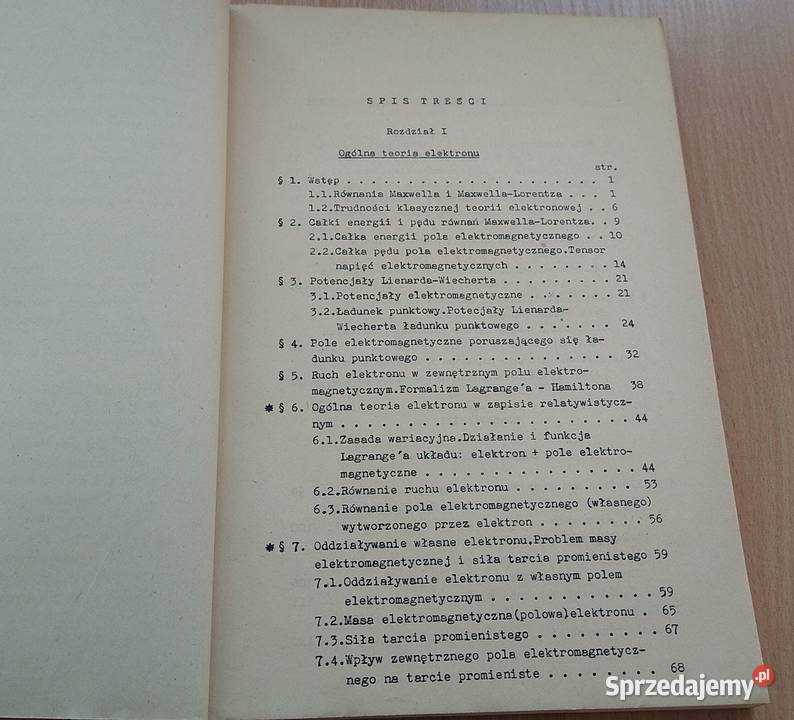 SPIS TREŚCI
Rozdział I
Ogólna teoria elektronu
str.
§ 1. Wstęp . . . . . . . . . . . . . . . . . . . . 1
1.1.Równania Maxwella i Maxwella-Lorentza . . . 1
1.2.Trudności klasycznej teorii elektronowej . . 6
§ 2. Całki energii i pędu równań Maxwella-Lorentza. . 9
2.1.Całka energii pola elektromagnetycznego . . 10
2.2.Całka pędu pola elektromagnetycznego.Tensor
napięć elektromagnetycznych . . . . . . . . 14
§ 3. Potencjały Lienarda-Wiecherta . . . . . . . . . 21
3.1.Potencjały elektromagnetyczne . . . . . . . 21
3.2.Ładunek punktowy.Potecjały Lienarda-
Wiecherta ładunku punktowego . . . . . . . 24
§ 4. Pole elektromagnetyczne poruszającego się ła-
dunku punktowego . . . . . . . . . . . . . . . 32
§ 5. Ruch elektronu w zewnętrznym polu elektro-
magnetycznym.Formalizm Lagrange´a - Hamiltona 38
* § 6. Ogólna teoria elektronu w zapisie relatywistycz-
nym . . . . . . . . . . . . . . . . . . . . . . 44
6.1.Zasada wariacyjna.Działanie i funkcja
Lagrange´a układu: elektron + pole elektro-
magnetyczne . . . . . . . . . . . . . . . . 44
6.2.Równanie ruchu elektronu . . . . . . . . . 53
6.3.Równanie pola elektromagnetycznego (własnego)
wytworzonego przez elektron . . . . . . . . 56
* § 7. Oddziaływanie własne elektronu.Problem masy
elektromagnetycznej i siła tarcia promienistego 59
7.1.Oddziaływanie elektronu z własnym polem
elektromagnetycznym . . . . . . . . . . . . 59
7.2.Masa elektromagnetyczna(polowa)elektronu . 65
7.3.Siła tarcia promienistego . . . . . . . . . 67
7.4.Wpływ zewnętrznego pola elektromagnetycz-
nego na tarcie promieniste . . . . . . . . 68
Sprzedajemy.pl